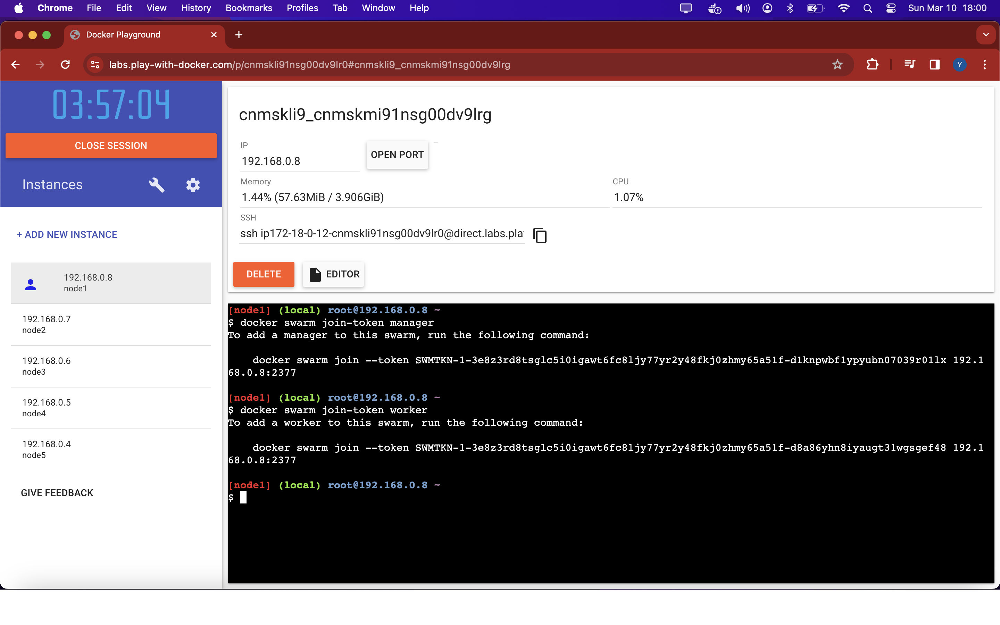 Chrome File Edit View History Bookmarks Profiles Tab Window Help Sun Mar 10 18:00
Docker Playground
labs.play-with-docker.com/p/cnmskli91nsg00dv9lr0#cnmskli9_cnmskmi91nsg00dv9lrg
Y
03:57:04
CLOSE SESSION
Instances
+ ADD NEW INSTANCE
192.168.0.8
node1
192.168.0.7
node2
192.168.0.6
node3
192.168.0.5
node4
192.168.0.4
node5
GIVE FEEDBACK
cnmskli9_cnmskmi91nsg00dv9lrg
IP
192.168.0.8
OPEN PORT
Memory
1.44% (57.63MiB / 3.906GiB)
CPU
1.07%
SSH
ssh ip172-18-0-12-cnmskli91nsg00dv9lr0@direct.labs.pla
DELETE
EDITOR
[node1] (local) root@192.168.0.8 ~
$ docker swarm join-token manager
To add a manager to this swarm, run the following command:
docker swarm join --token SWMTKN-1-3e8z3rd8tsglc5i0igawt6fc8ljy77yr2y48fkj0zhmy65a51f-d1knpwbf1ypyubn07039r01lx 192.1
68.0.8:2377
[node1] (local) root@192.168.0.8 ~
$ docker swarm join-token worker
To add a worker to this swarm, run the following command:
docker swarm join --token SWMTKN-1-3e8z3rd8tsglc5i0igawt6fc8ljy77yr2y48fkj0zhmy65a51f-d8a86yhn8iyaugt31wgsgef48 192.1
68.0.8:2377
[node1] (local) root@192.168.0.8 ~
$